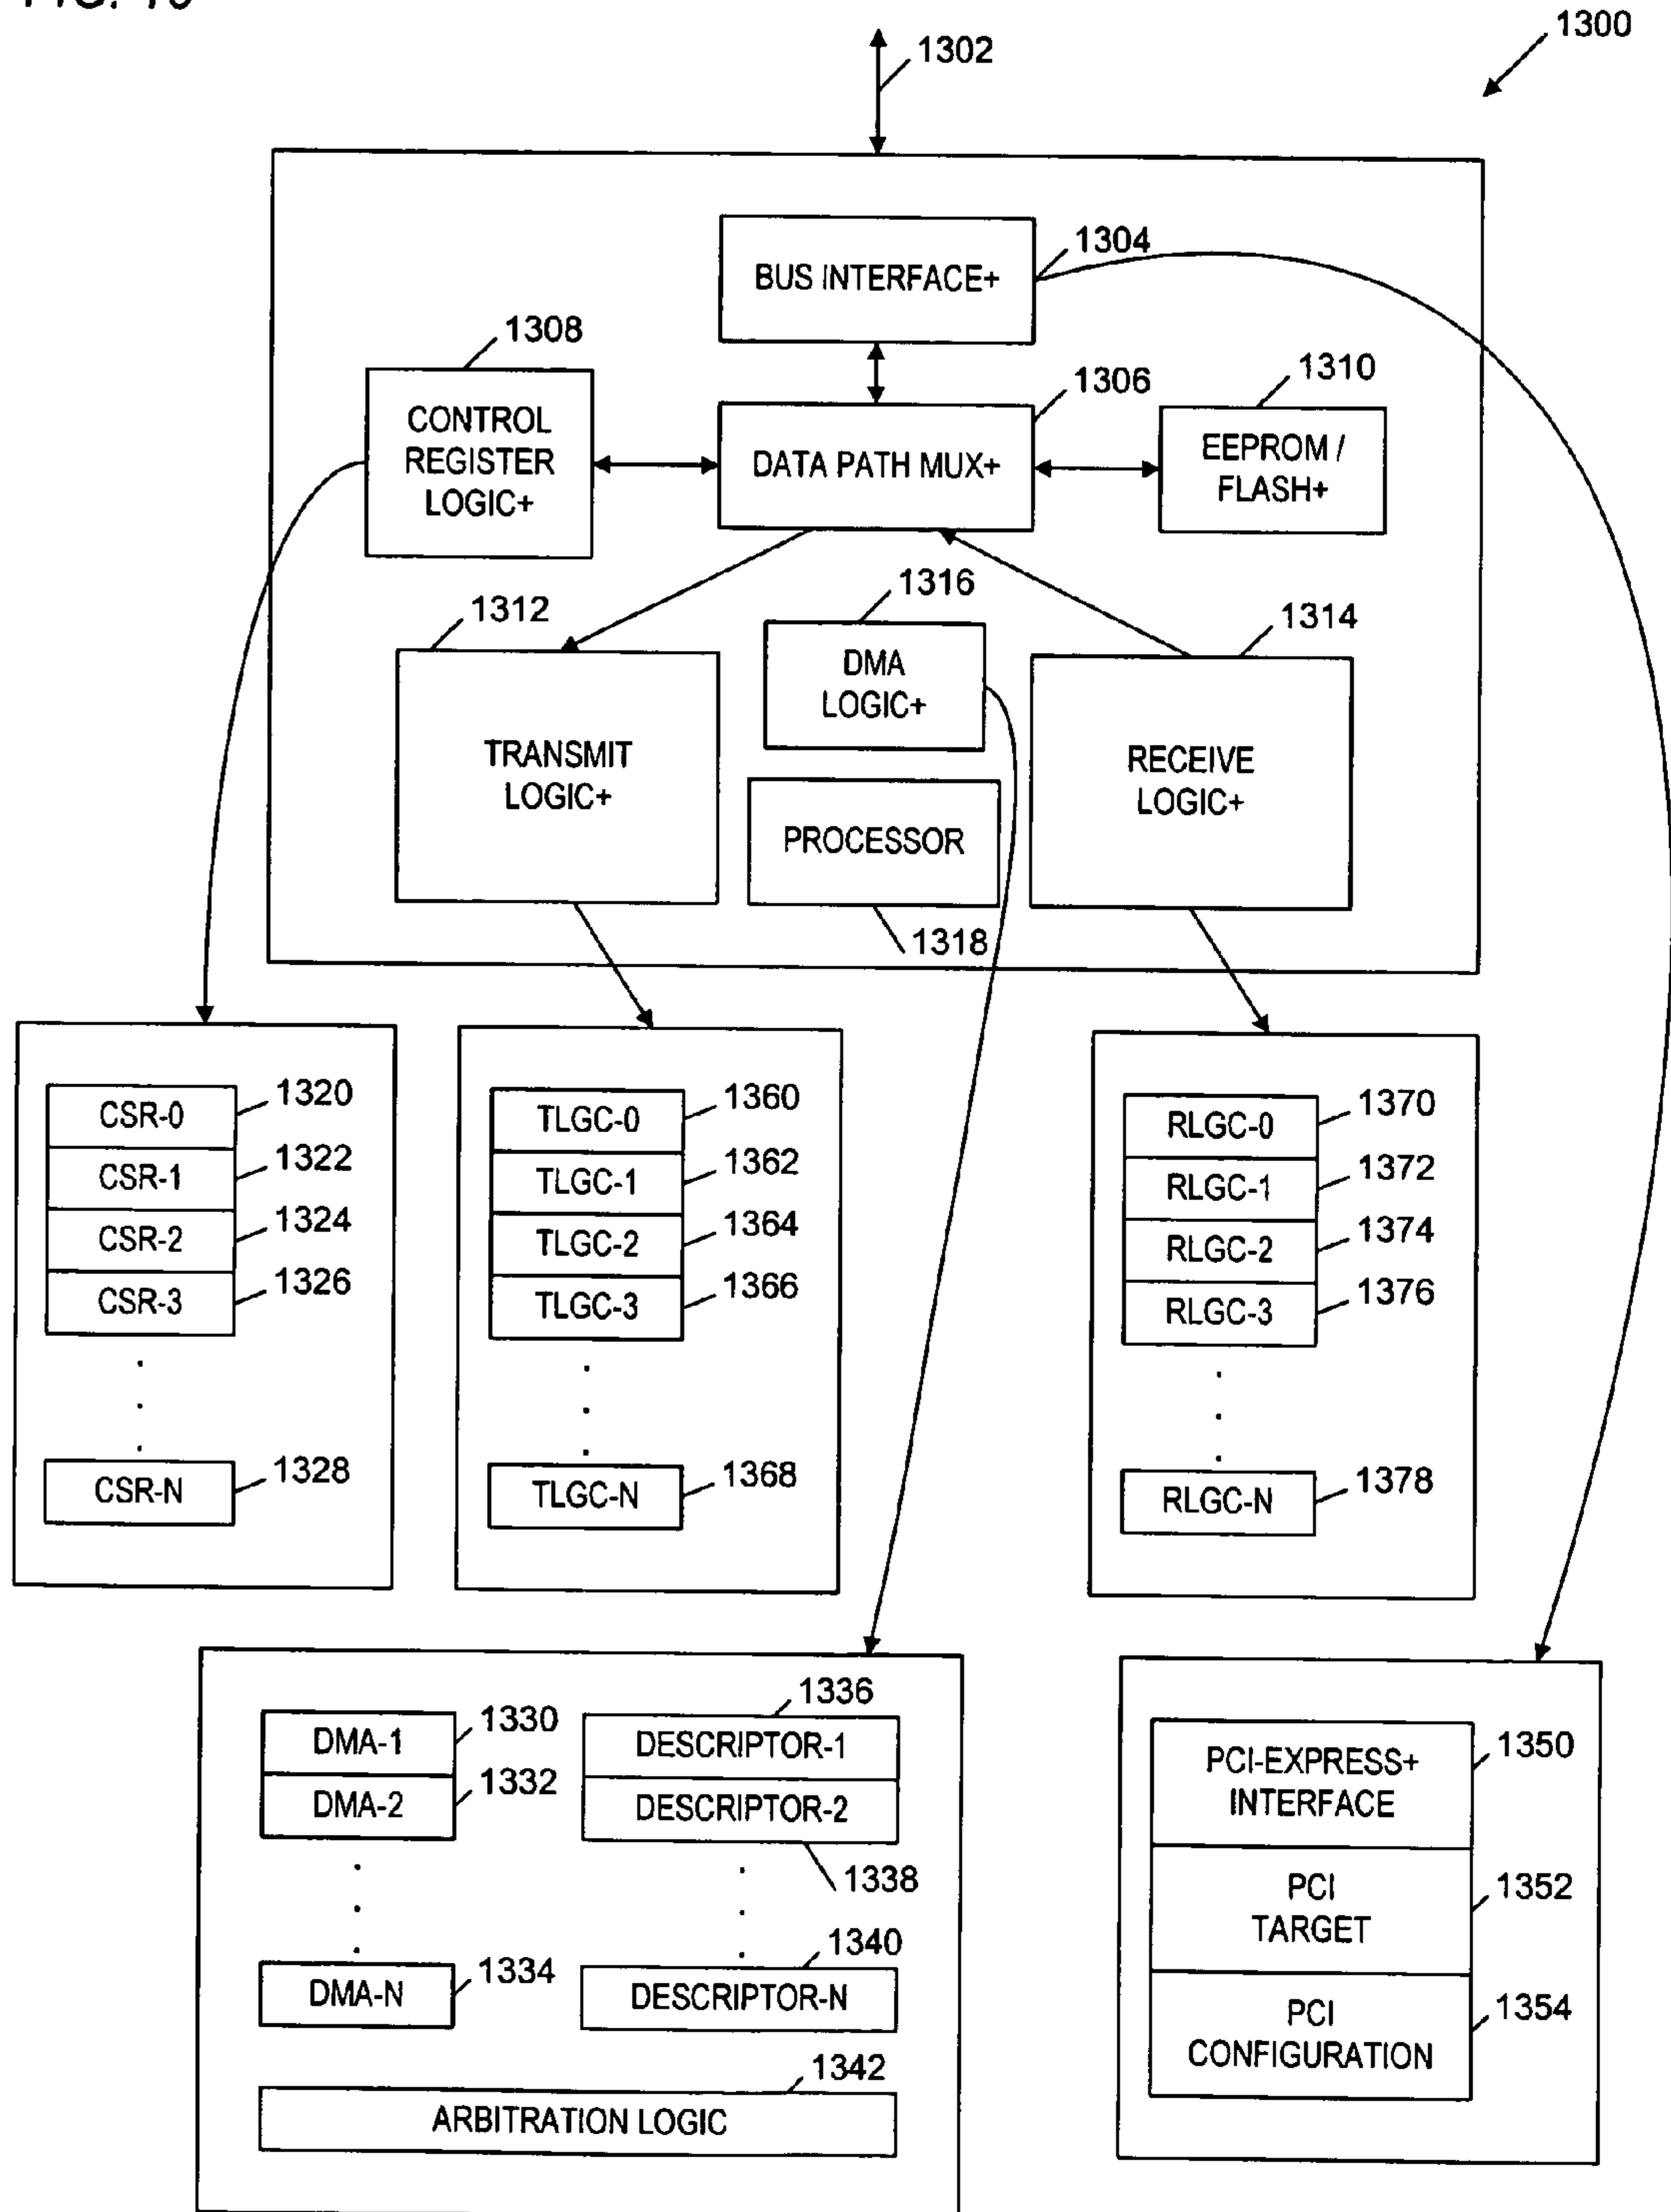 1300
1302
1304
BUS INTERFACE+
1308
CONTROL
REGISTER
LOGIC+
1306
DATA PATH MUX+
1310
EEPROM /
FLASH+
1312
TRANSMIT
LOGIC+
1316
DMA
LOGIC+
PROCESSOR
1318
1314
RECEIVE
LOGIC+
CSR-0
1320
CSR-1
1322
CSR-2
1324
CSR-3
1326
CSR-N
1328
TLGC-0
1360
TLGC-1
1362
TLGC-2
1364
TLGC-3
1366
TLGC-N
1368
RLGC-0
1370
RLGC-1
1372
RLGC-2
1374
RLGC-3
1376
RLGC-N
1378
DMA-1
1330
DMA-2
1332
DMA-N
1334
1336
DESCRIPTOR-1
DESCRIPTOR-2
1338
1340
DESCRIPTOR-N
1342
ARBITRATION LOGIC
PCI-EXPRESS+
INTERFACE
1350
PCI
TARGET
1352
PCI
CONFIGURATION
1354